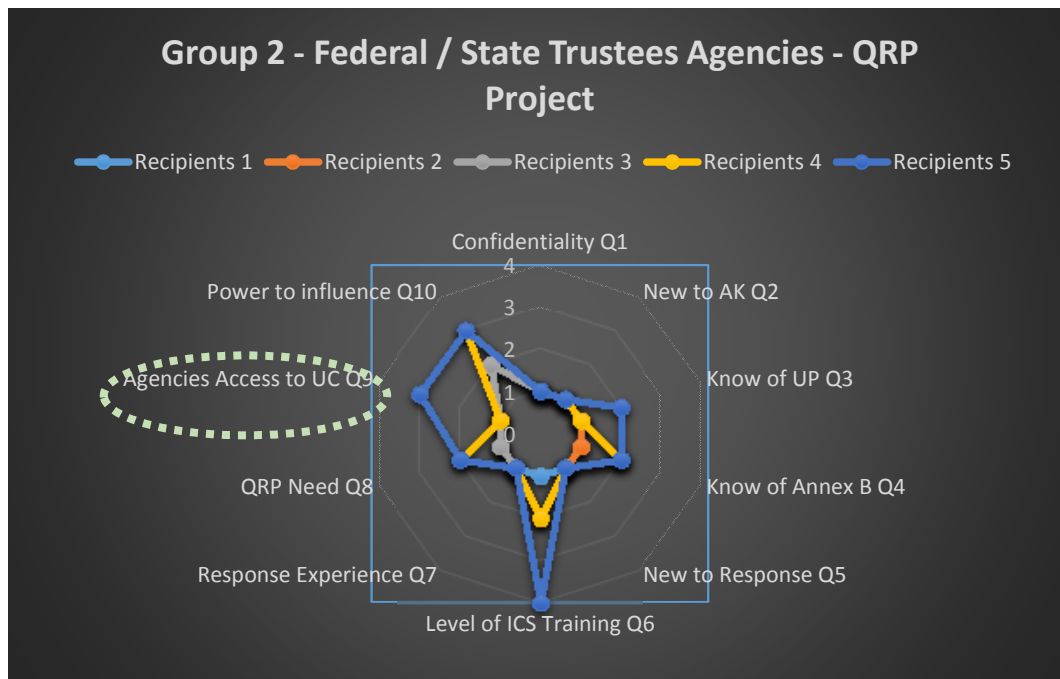 Group 2 - Federal / State Trustees Agencies - QRP
Project
Recipients 1 Recipients 2 Recipients 3 Recipients 4 Recipients 5
Confidentiality Q1
4
Power to influence Q10 New to AK Q2
3
2
Agencies Access to UC Q9 Know of UP Q3
1
0
QRP Need Q8 Know of Annex B Q4
Response Experience Q7 New to Response Q5
Level of ICS Training Q6